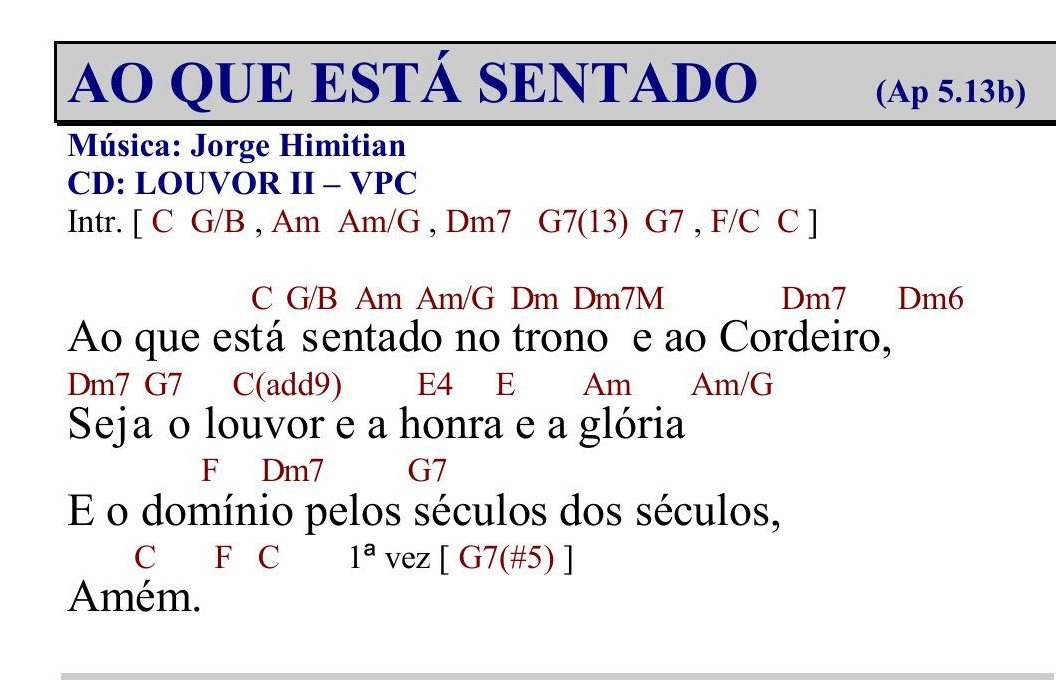 AO QUE ESTÁ SENTADO (Ap 5.13b)
Música: Jorge Himitian
CD: LOUVOR II – VPC
Intr. [ C G/B , Am Am/G , Dm7 G7(13) G7 , F/C C ]
C G/B Am Am/G Dm Dm7M Dm7 Dm6
Ao que está sentado no trono e ao Cordeiro,
Dm7 G7 C(add9) E4 E Am Am/G
Seja o louvor e a honra e a glória
F Dm7 G7
E o domínio pelos séculos dos séculos,
C F C 1ª vez [ G7(#5) ]
Amém.